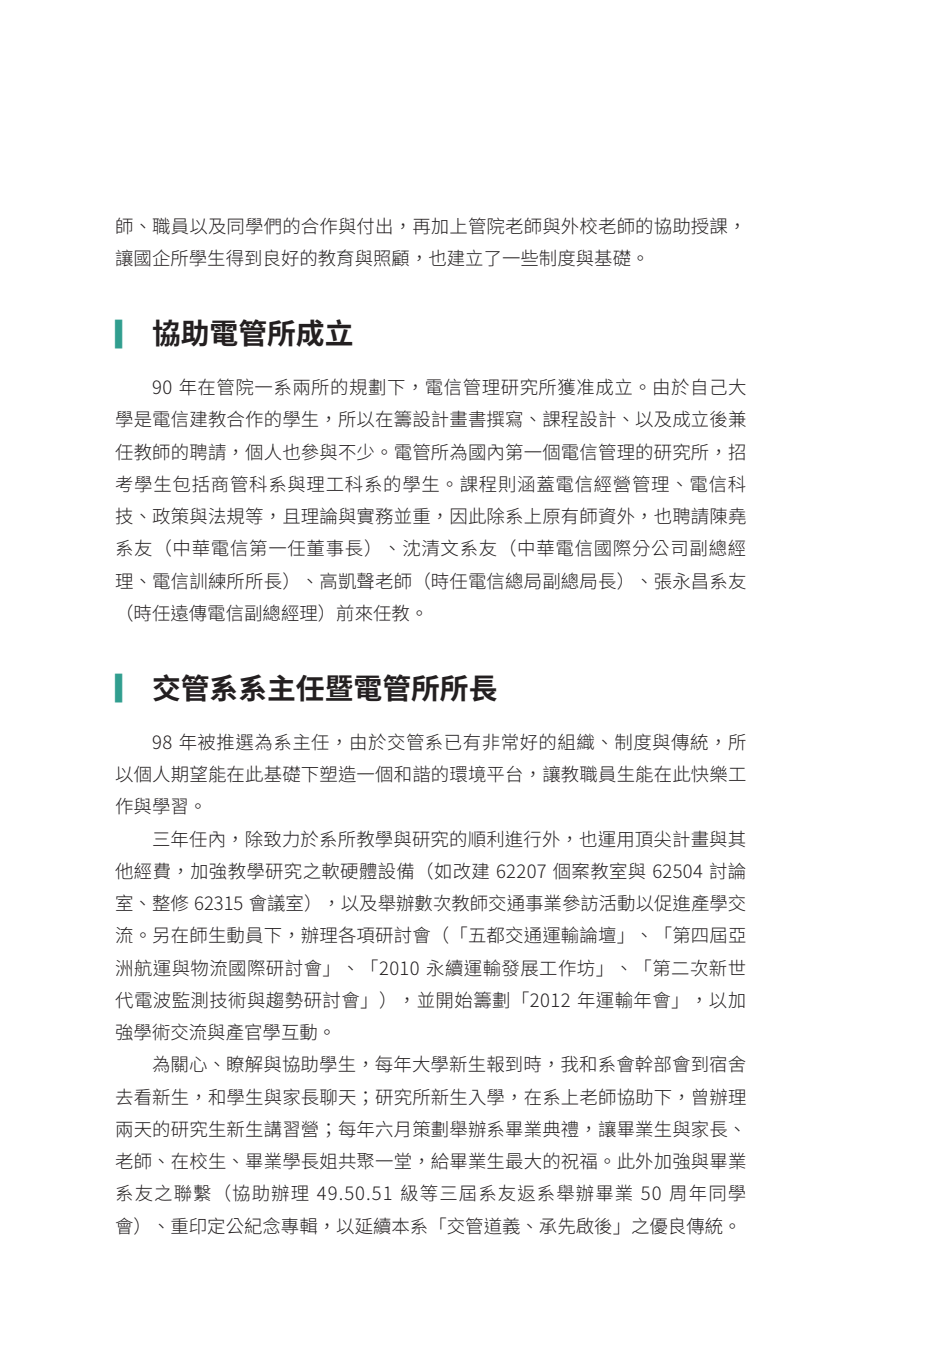 師、職員以及同學們的合作與付出，再加上管院老師與外校老師的協助授課，
讓國企所學生得到良好的教育與照顧，也建立了一些制度與基礎。
協助電管所成立
90 年在管院一系兩所的規劃下，電信管理研究所獲准成立。由於自己大
學是電信建教合作的學生，所以在籌設計畫書撰寫、課程設計、以及成立後兼
任教師的聘請，個人也參與不少。電管所為國內第一個電信管理的研究所，招
考學生包括商管科系與理工科系的學生。課程則涵蓋電信經營管理、電信科
技、政策與法規等，且理論與實務並重，因此除系上原有師資外，也聘請陳堯
系友（中華電信第一任董事長）、沈清文系友（中華電信國際分公司副總經
理、電信訓練所所長）、高凱聲老師（時任電信總局副總局長）、張永昌系友
（時任遠傳電信副總經理）前來任教。
交管系系主任暨電管所所長
98 年被推選為系主任，由於交管系已有非常好的組織、制度與傳統，所
以個人期望能在此基礎下塑造一個和諧的環境平台，讓教職員生能在此快樂工
作與學習。
三年任內，除致力於系所教學與研究的順利進行外，也運用頂尖計畫與其
他經費，加強教學研究之軟硬體設備（如改建 62207 個案教室與 62504 討論
室、整修 62315 會議室），以及舉辦數次教師交通事業參訪活動以促進產學交
流。另在師生動員下，辦理各項研討會（「五都交通運輸論壇」、「第四屆亞
洲航運與物流國際研討會」、「2010 永續運輸發展工作坊」、「第二次新世
代電波監測技術與趨勢研討會」），並開始籌劃「2012 年運輸年會」，以加
強學術交流與產官學互動。
為關心、瞭解與協助學生，每年大學新生報到時，我和系會幹部會到宿舍
去看新生，和學生與家長聊天；研究所新生入學，在系上老師協助下，曾辦理
兩天的研究生新生講習營；每年六月策劃舉辦系畢業典禮，讓畢業生與家長、
老師、在校生、畢業學長姐共聚一堂，給畢業生最大的祝福。此外加強與畢業
系友之聯繫（協助辦理 49.50.51 級等三屆系友返系舉辦畢業 50 周年同學
會）、重印定公紀念專輯，以延續本系「交管道義、承先啟後」之優良傳統。